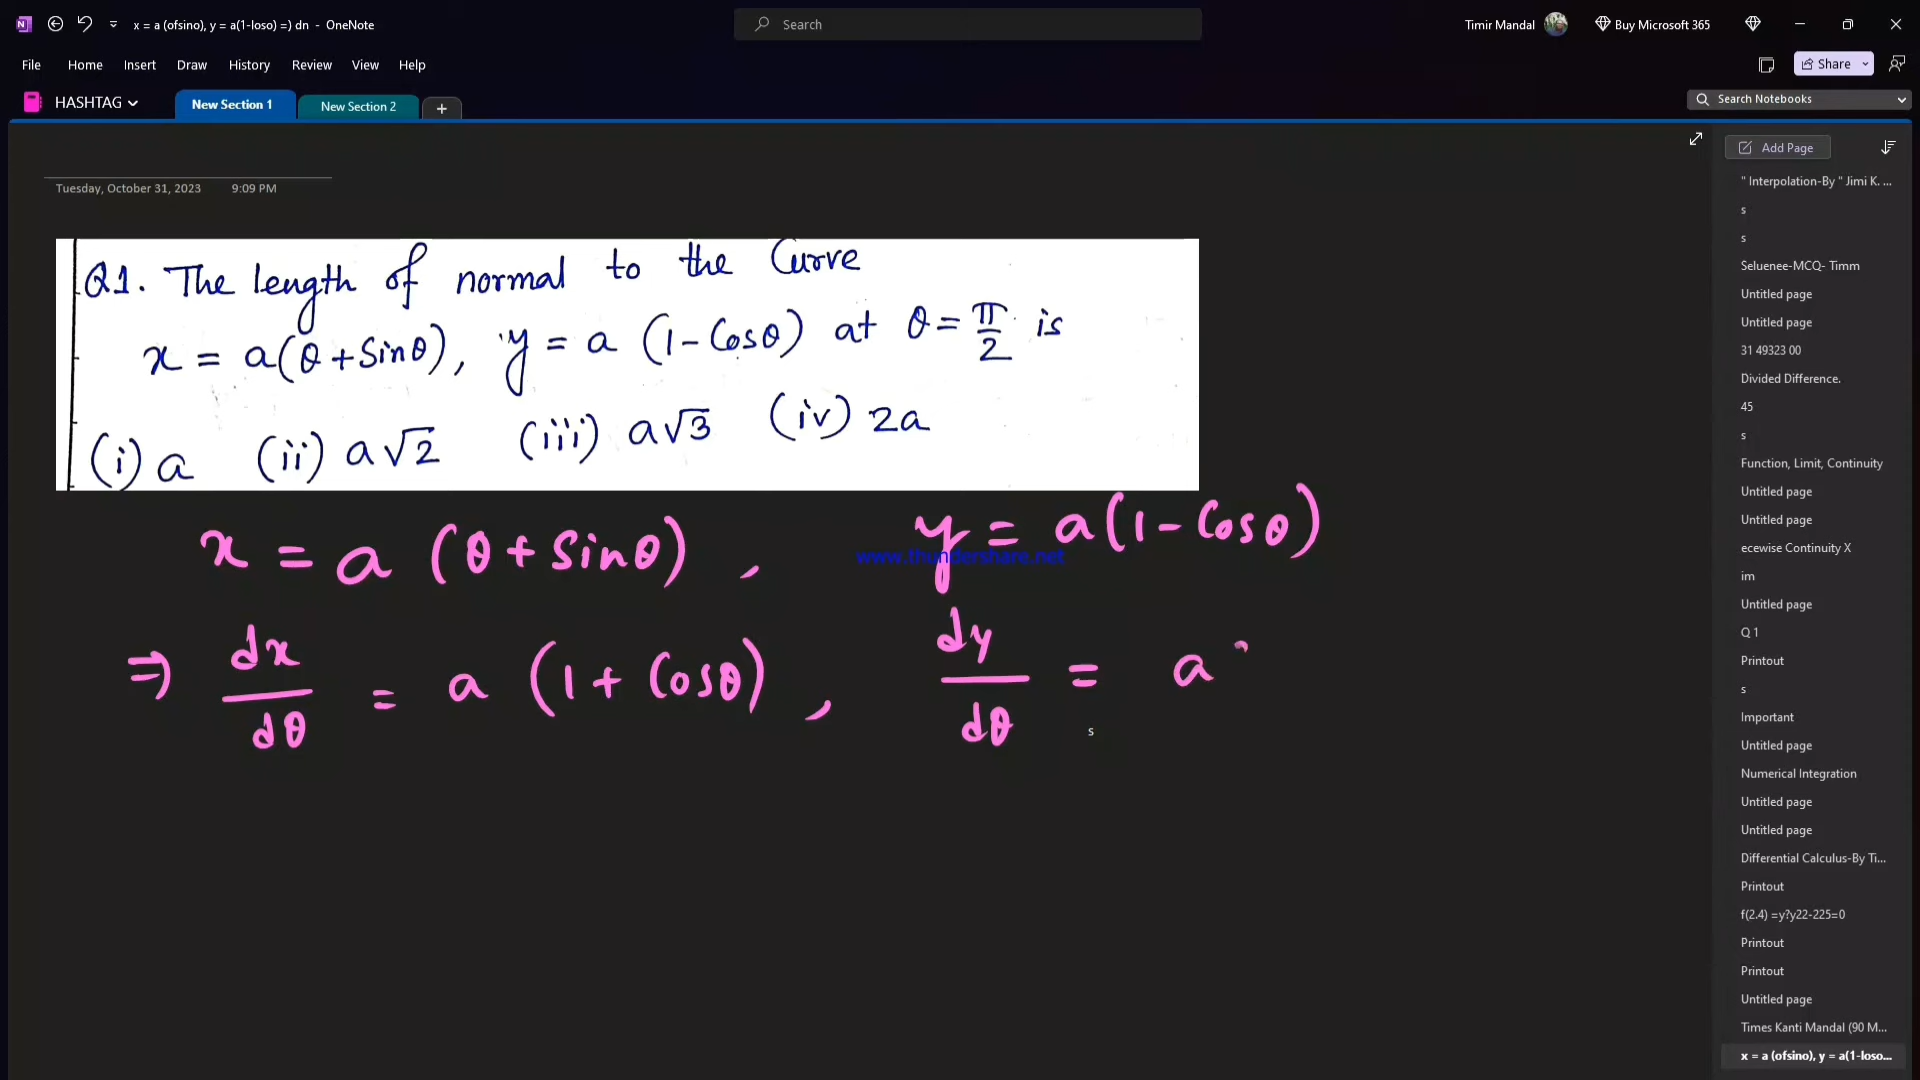 x = a (ofsino), y = a(1-loso) =) dn - OneNote
Search
Timir Mandal
Buy Microsoft 365
File Home Insert Draw History Review View Help
Share
HASHTAG
New Section 1
New Section 2
+
Search Notebooks
Add Page
Tuesday, October 31, 2023 9:09 PM
Q1. The length of normal to the Curve
x = a(θ+Sinθ), y = a (1-Cosθ) at θ = π/2 is
(i) a (ii) a√2 (iii) a√3 (iv) 2a
x = a (θ+Sinθ) , y = a(1-Cosθ)
www.thundershare.net
⇒ dx/dθ = a (1+Cosθ) , dy/dθ = a
s
" Interpolation-By " Jimi K. ...
s
s
Seluenee-MCQ- Timm
Untitled page
Untitled page
31 49323 00
Divided Difference.
45
s
Function, Limit, Continuity
Untitled page
Untitled page
ecewise Continuity X
im
Untitled page
Q 1
Printout
s
Important
Untitled page
Numerical Integration
Untitled page
Untitled page
Differential Calculus-By Ti...
Printout
f(2.4) =y?y22-225=0
Printout
Printout
Untitled page
Times Kanti Mandal (90 M...
x = a (ofsino), y = a(1-loso...